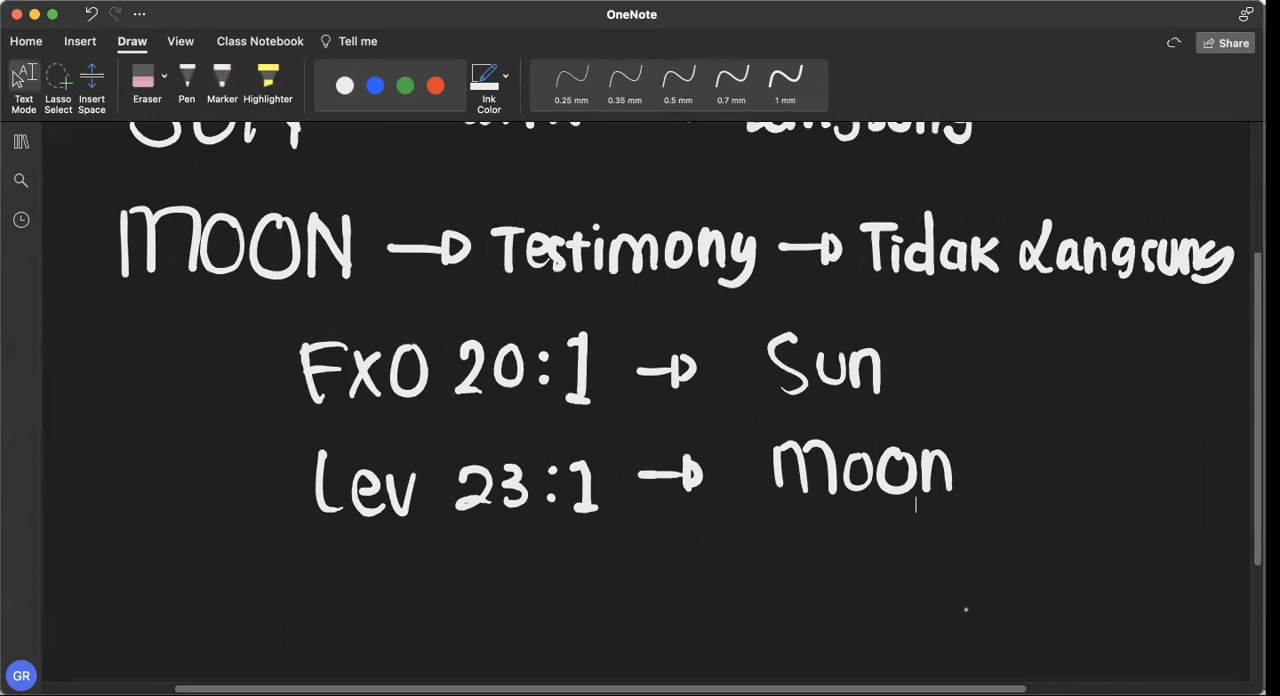 OneNote
Home Insert Draw View Class Notebook Tell me
Share
Text Mode
Lasso Select
Insert Space
Eraser
Pen
Marker
Highlighter
Ink Color
0.25 mm 0.35 mm 0.5 mm 0.7 mm 1 mm
MOON → Testimony → Tidak Langsung
EXO 20:1 → Sun
Lev 23:1 → Moon
GR